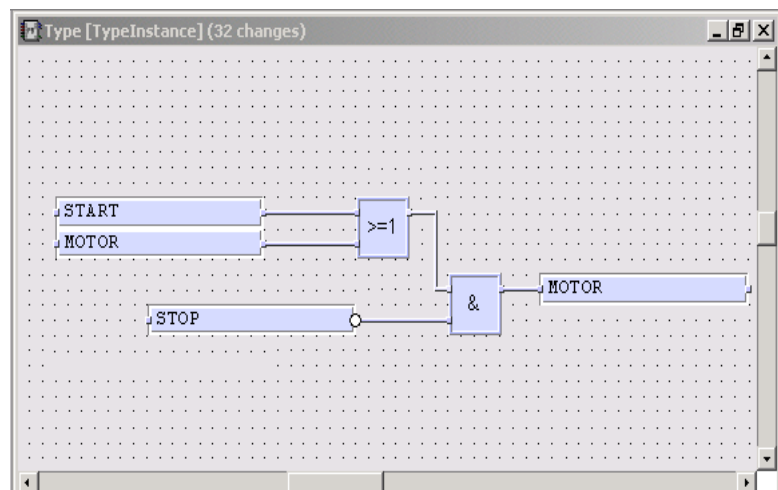 Type [TypeInstance] (32 changes)
START
MOTOR
>=1
&
MOTOR
STOP